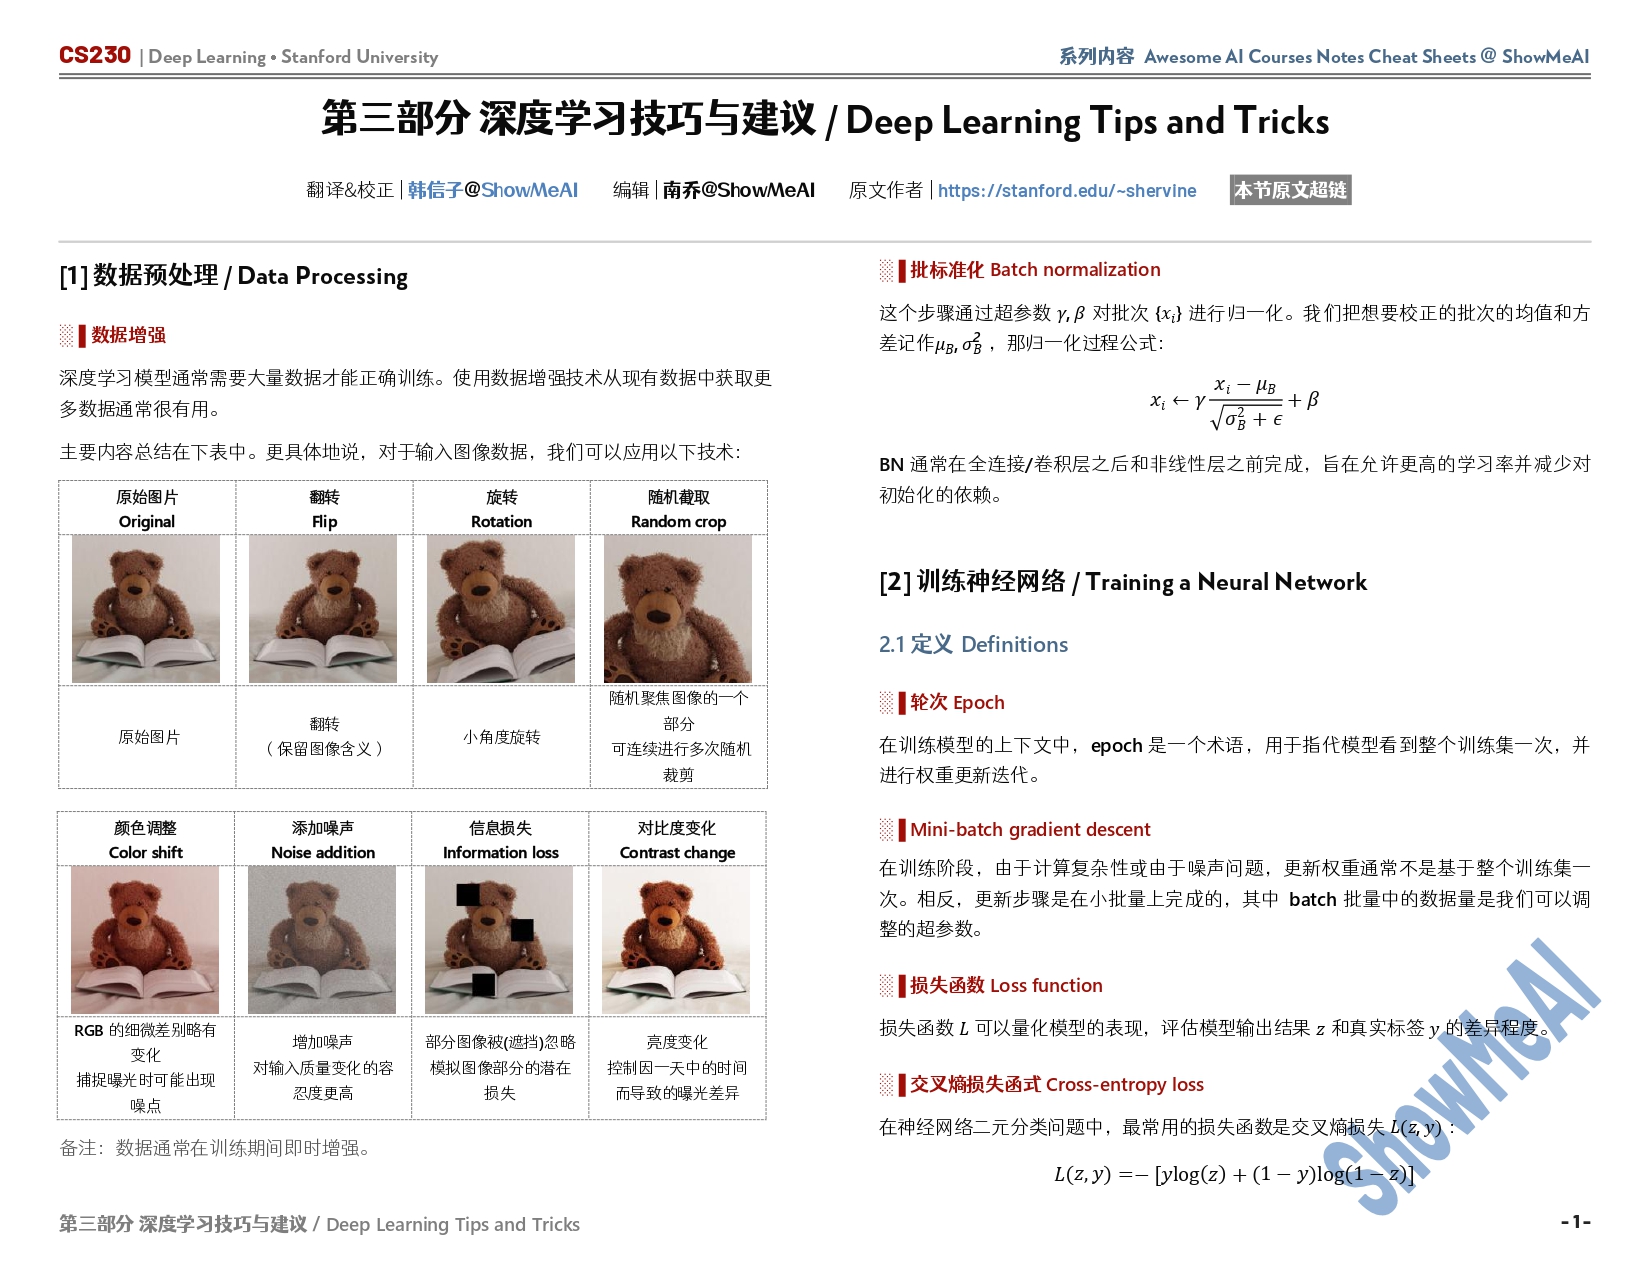 CS230 | Deep Learning • Stanford University
系列内容 Awesome AI Courses Notes Cheat Sheets @ ShowMeAI
第三部分 深度学习技巧与建议 / Deep Learning Tips and Tricks
翻译&校正 | 韩信子@ShowMeAI 编辑 | 南乔@ShowMeAI 原文作者 | https://stanford.edu/~shervine 本节原文超链
[1] 数据预处理 / Data Processing
数据增强
深度学习模型通常需要大量数据才能正确训练。使用数据增强技术从现有数据中获取更
多数据通常很有用。
主要内容总结在下表中。更具体地说，对于输入图像数据，我们可以应用以下技术：
原始图片 翻转 旋转 随机截取
Original Flip Rotation Random crop
原始图片
翻转
（保留图像含义）
小角度旋转
随机聚焦图像的一个
部分
可连续进行多次随机
裁剪
颜色调整 添加噪声 信息损失 对比度变化
Color shift Noise addition Information loss Contrast change
RGB 的细微差别略有
变化
捕捉曝光时可能出现
噪点
增加噪声
对输入质量变化的容
忍度更高
部分图像被(遮挡)忽略
模拟图像部分的潜在
损失
亮度变化
控制因一天中的时间
而导致的曝光差异
备注：数据通常在训练期间即时增强。
批标准化 Batch normalization
这个步骤通过超参数 γ, β 对批次 {xᵢ} 进行归一化。我们把想要校正的批次的均值和方
差记作μ_B, σ_B²，那归一化过程公式：
xᵢ ← γ (xᵢ − μ_B) / √(σ_B² + ϵ) + β
BN 通常在全连接/卷积层之后和非线性层之前完成，旨在允许更高的学习率并减少对
初始化的依赖。
[2] 训练神经网络 / Training a Neural Network
2.1 定义 Definitions
轮次 Epoch
在训练模型的上下文中，epoch 是一个术语，用于指代模型看到整个训练集一次，并
进行权重更新迭代。
Mini-batch gradient descent
在训练阶段，由于计算复杂性或由于噪声问题，更新权重通常不是基于整个训练集一
次。相反，更新步骤是在小批量上完成的，其中 batch 批量中的数据量是我们可以调
整的超参数。
损失函数 Loss function
损失函数 L 可以量化模型的表现，评估模型输出结果 z 和真实标签 y 的差异程度。
交叉熵损失函式 Cross-entropy loss
在神经网络二元分类问题中，最常用的损失函数是交叉熵损失 L(z, y)：
L(z, y) =− [ylog(z) + (1 − y)log(1 − z)]
ShowMeAI
第三部分 深度学习技巧与建议 / Deep Learning Tips and Tricks
-1-